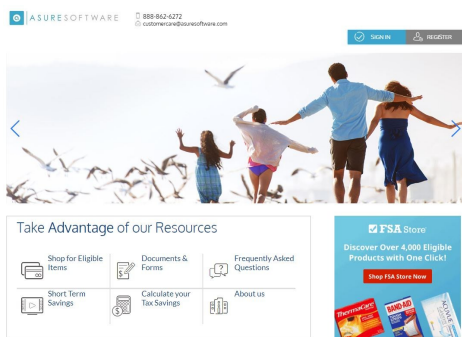 ASURESOFTWARE
888-862-6272
customercare@asuresoftware.com
SIGN IN
REGISTER
Take Advantage of our Resources
Shop for Eligible
Items
Documents &
Forms
Frequently Asked
Questions
Short Term
Savings
Calculate your
Tax Savings
About us
FSA Store
Discover Over 4,000 Eligible
Products with One Click!
Shop FSA Store Now
ThermaCare
BAND-AID
ACUVUE